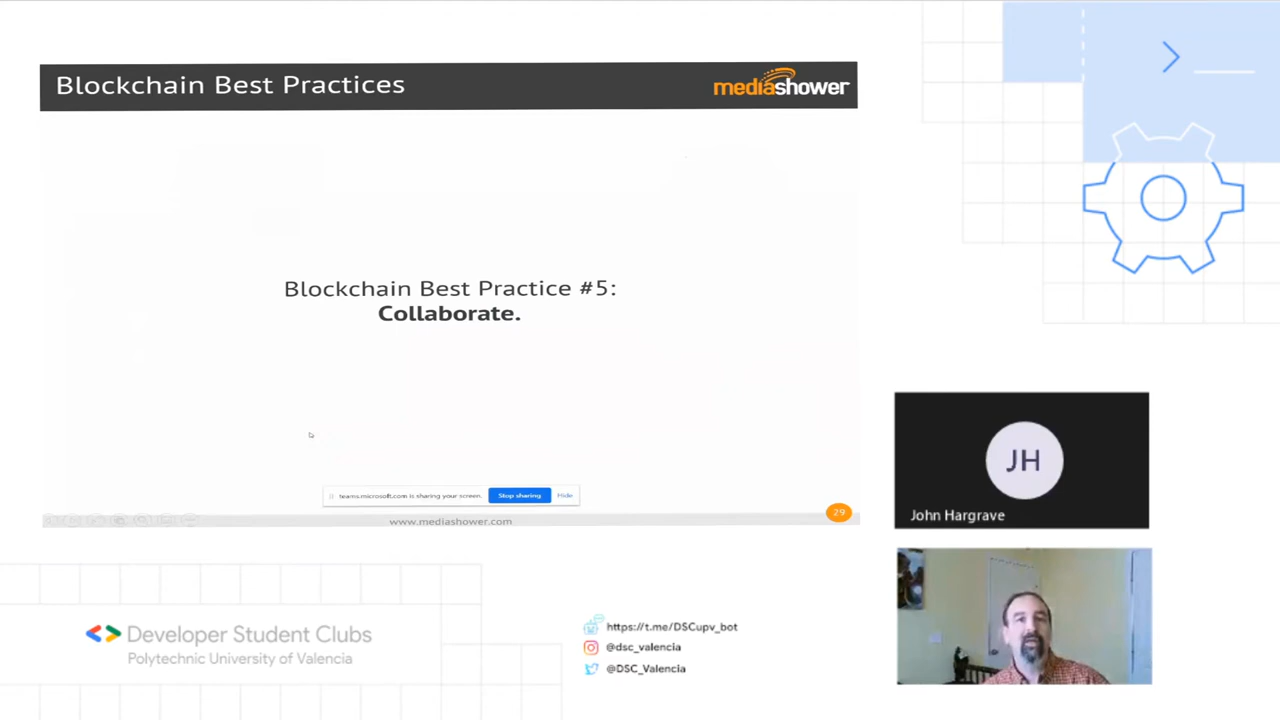 Blockchain Best Practices
mediashower
Blockchain Best Practice #5:
Collaborate.
teams.microsoft.com is sharing your screen.
Stop sharing
Hide
www.mediashower.com
29
JH
John Hargrave
Developer Student Clubs
Polytechnic University of Valencia
https://t.me/DSCupv_bot
@dsc_valencia
@DSC_Valencia